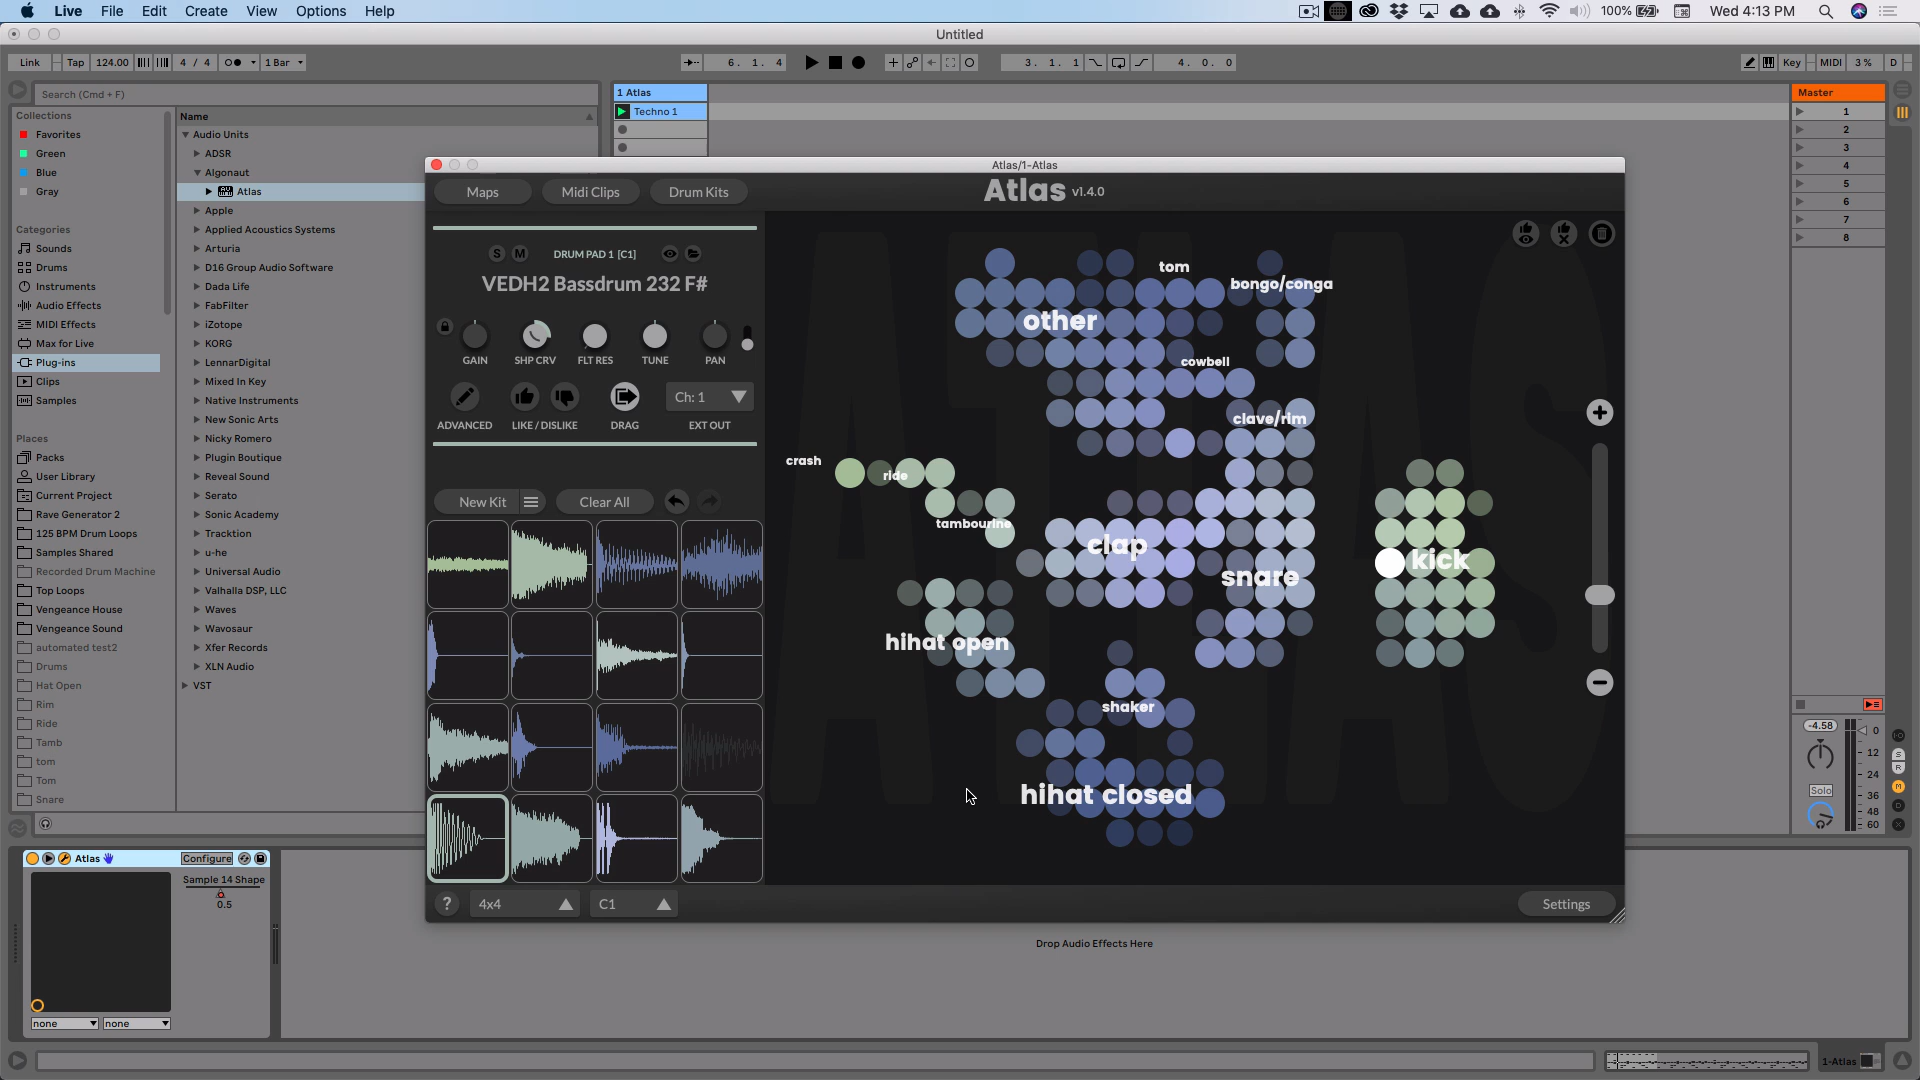 Live File Edit Create View Options Help
100% Wed 4:13 PM
Untitled
Link Tap 124.00 4 / 4 1 Bar
6. 1. 4
3. 1. 1
4. 0. 0
Key MIDI 3 % D
Search (Cmd + F)
Collections
Favorites
Green
Blue
Gray
Categories
Sounds
Drums
Instruments
Audio Effects
MIDI Effects
Max for Live
Plug-ins
Clips
Samples
Places
Packs
User Library
Current Project
Rave Generator 2
125 BPM Drum Loops
Samples Shared
Recorded Drum Machine
Top Loops
Vengeance House
Vengeance Sound
automated test2
Drums
Hat Open
Rim
Ride
Tamb
tom
Tom
Snare
Name
Audio Units
ADSR
Algonaut
Atlas
Apple
Applied Acoustics Systems
Arturia
D16 Group Audio Software
Dada Life
FabFilter
iZotope
KORG
LennarDigital
Mixed In Key
Native Instruments
New Sonic Arts
Nicky Romero
Plugin Boutique
Reveal Sound
Serato
Sonic Academy
Tracktion
u-he
Universal Audio
Valhalla DSP, LLC
Waves
Wavosaur
Xfer Records
XLN Audio
VST
1 Atlas
Techno 1
Master
1
2
3
4
5
6
7
8
Atlas/1-Atlas
Maps Midi Clips Drum Kits
Atlas v1.4.0
S M DRUM PAD 1 [C1]
VEDH2 Bassdrum 232 F#
GAIN SHP CRV FLT RES TUNE PAN
Ch: 1
ADVANCED LIKE / DISLIKE DRAG EXT OUT
New Kit Clear All
ATLAS
tom
bongo/conga
other
cowbell
clave/rim
crash
ride
tambourine
clap
kick
snare
hihat open
shaker
hihat closed
? 4x4 C1
Settings
-4.58
0
12
24
36
48
60
Solo
S
R
M
D
X
Atlas Configure
Sample 14 Shape
0.5
none none
Drop Audio Effects Here
1-Atlas